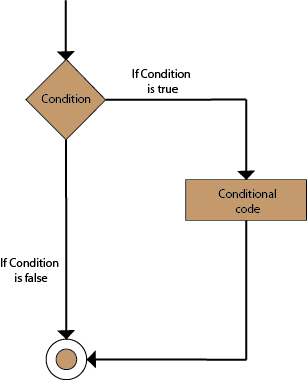 If Condition
is true
Condition
Conditional
code
If Condition
is false